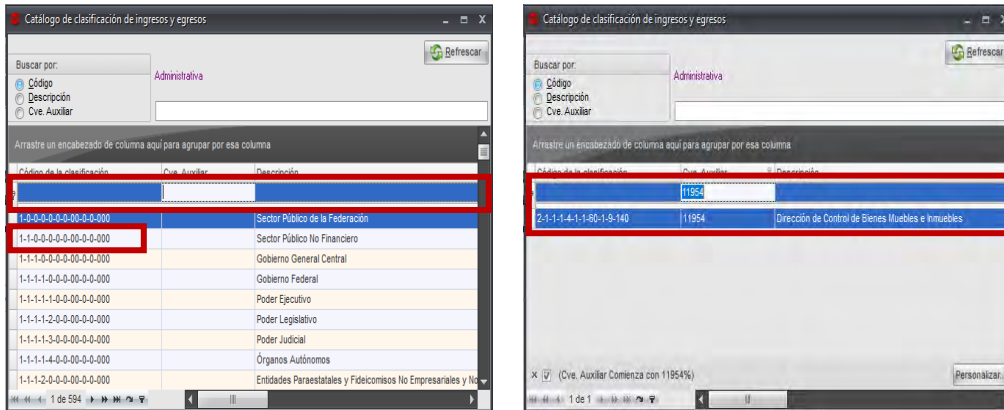 Catálogo de clasificación de ingresos y egresos
Refrescar
Buscar por:
Código
Descripción
Cve. Auxiliar
Administrativa
Arrastre un encabezado de columna aquí para agrupar por esa columna
Código de la clasificación Cve. Auxiliar Descripción
1-0-0-0-0-0-00-0-0-000 Sector Público de la Federación
1-1-0-0-0-0-00-0-0-000 Sector Público No Financiero
1-1-1-0-0-0-00-0-0-000 Gobierno General Central
1-1-1-1-0-0-00-0-0-000 Gobierno Federal
1-1-1-1-1-0-00-0-0-000 Poder Ejecutivo
1-1-1-1-2-0-00-0-0-000 Poder Legislativo
1-1-1-1-3-0-00-0-0-000 Poder Judicial
1-1-1-1-4-0-00-0-0-000 Órganos Autónomos
1-1-1-2-0-0-00-0-0-000 Entidades Paraestatales y Fideicomisos No Empresariales y No
1 de 594
Catálogo de clasificación de ingresos y egresos
Refrescar
Buscar por:
Código
Descripción
Cve. Auxiliar
Administrativa
Arrastre un encabezado de columna aquí para agrupar por esa columna
Código de la clasificación Cve. Auxiliar Descripción
11954
2-1-1-1-4-1-1-60-1-9-140 11954 Dirección de Control de Bienes Muebles e Inmuebles
(Cve. Auxiliar Comienza con 11954%)
Personalizar...
1 de 1